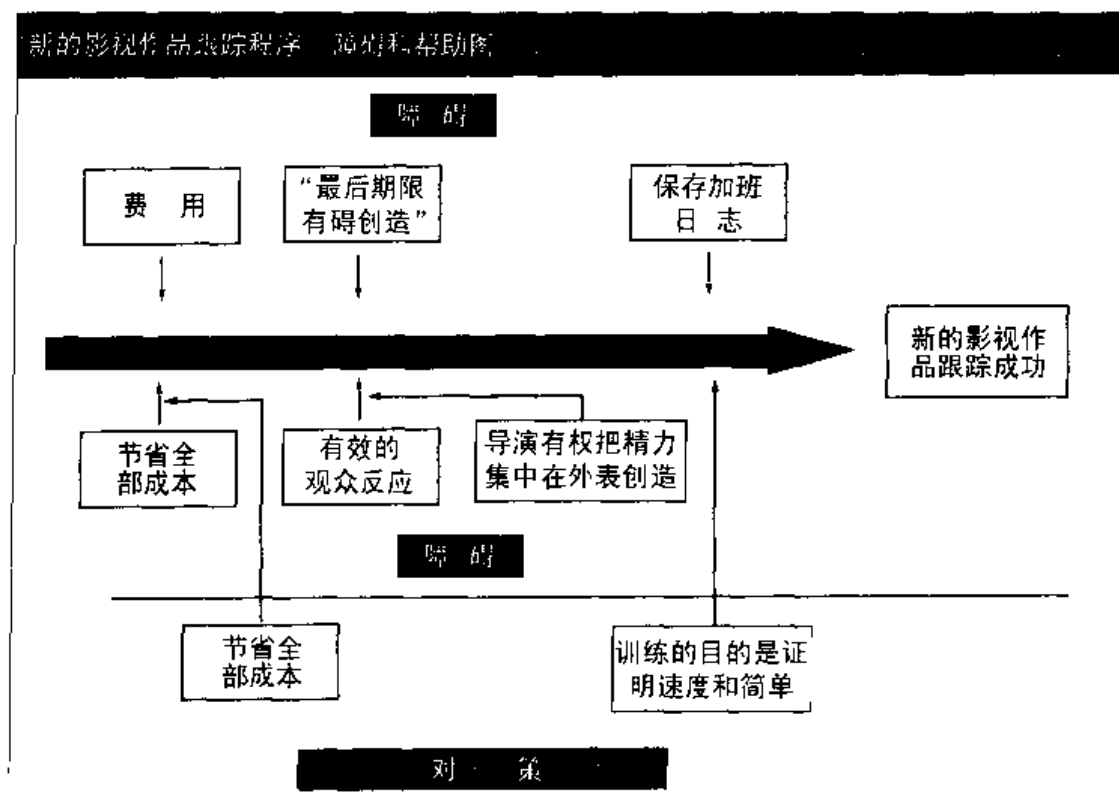 新的影视作品跟踪程序 障碍和帮助图
障 碍
费 用
“最后期限
有碍创造”
保存加班
日 志
新的影视作
品跟踪成功
节省全
部成本
有效的
观众反应
导演有权把精力
集中在外表创造
障 碍
节省全
部成本
训练的目的是证
明速度和简单
对 策